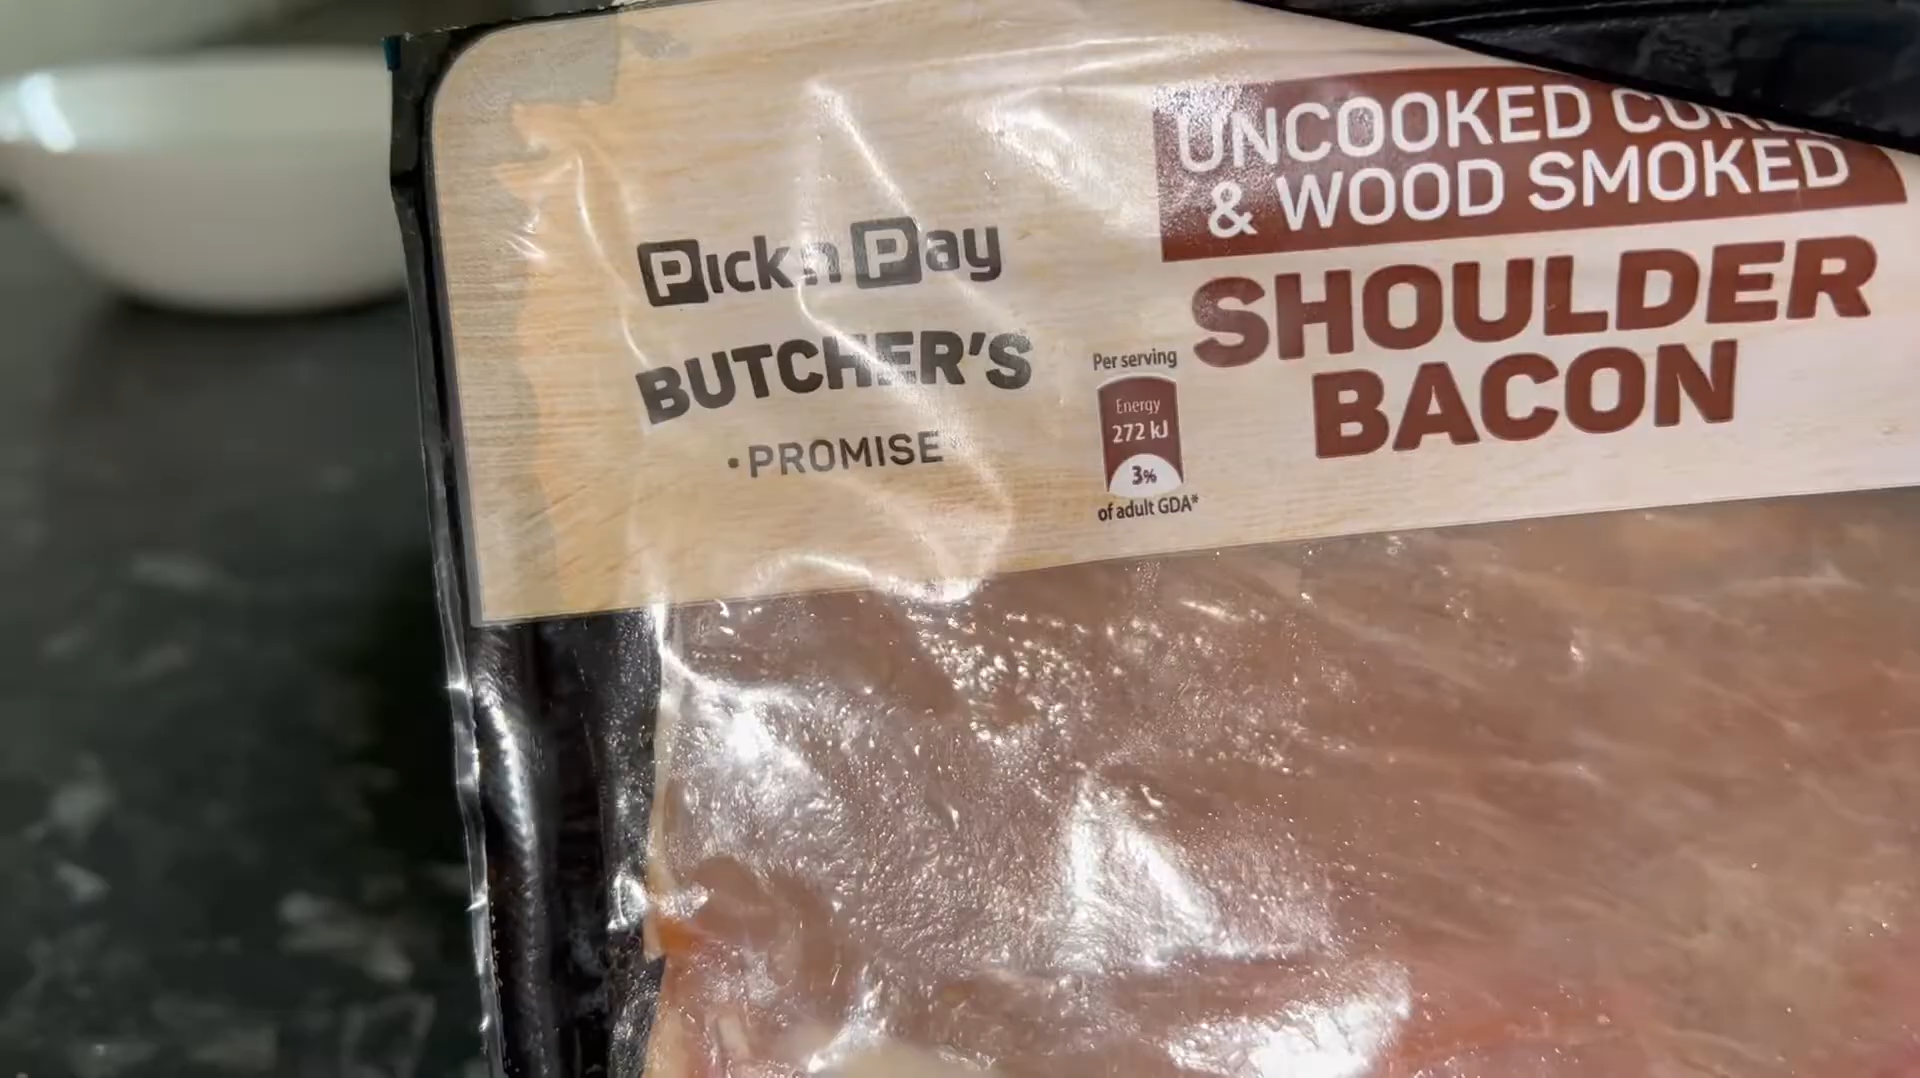 Pick n Pay
BUTCHER'S
•PROMISE
Per serving
Energy
272 kJ
3%
of adult GDA*
UNCOOKED
& WOOD SMOKED
SHOULDER
BACON